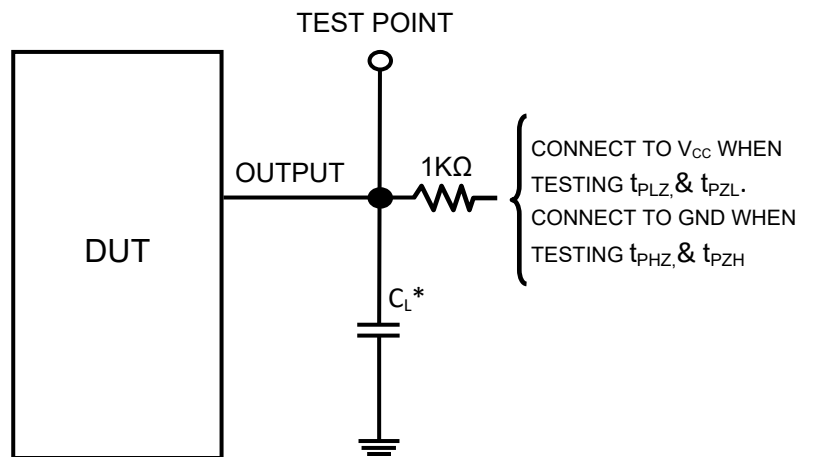 TEST POINT
1KΩ
OUTPUT
DUT
CONNECT TO VCC WHEN
TESTING tPLZ,& tPZL.
CONNECT TO GND WHEN
TESTING tPHZ,& tPZH
CL*